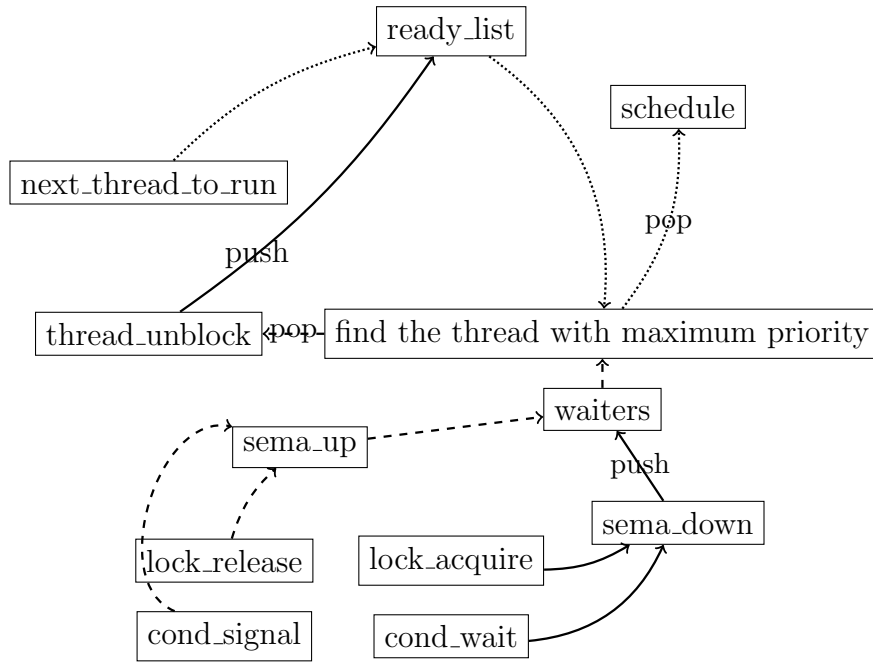 ready_list
schedule
next_thread_to_run
pop
push
thread_unblock
pop
find the thread with maximum priority
waiters
sema_up
push
sema_down
lock_release
lock_acquire
cond_signal
cond_wait